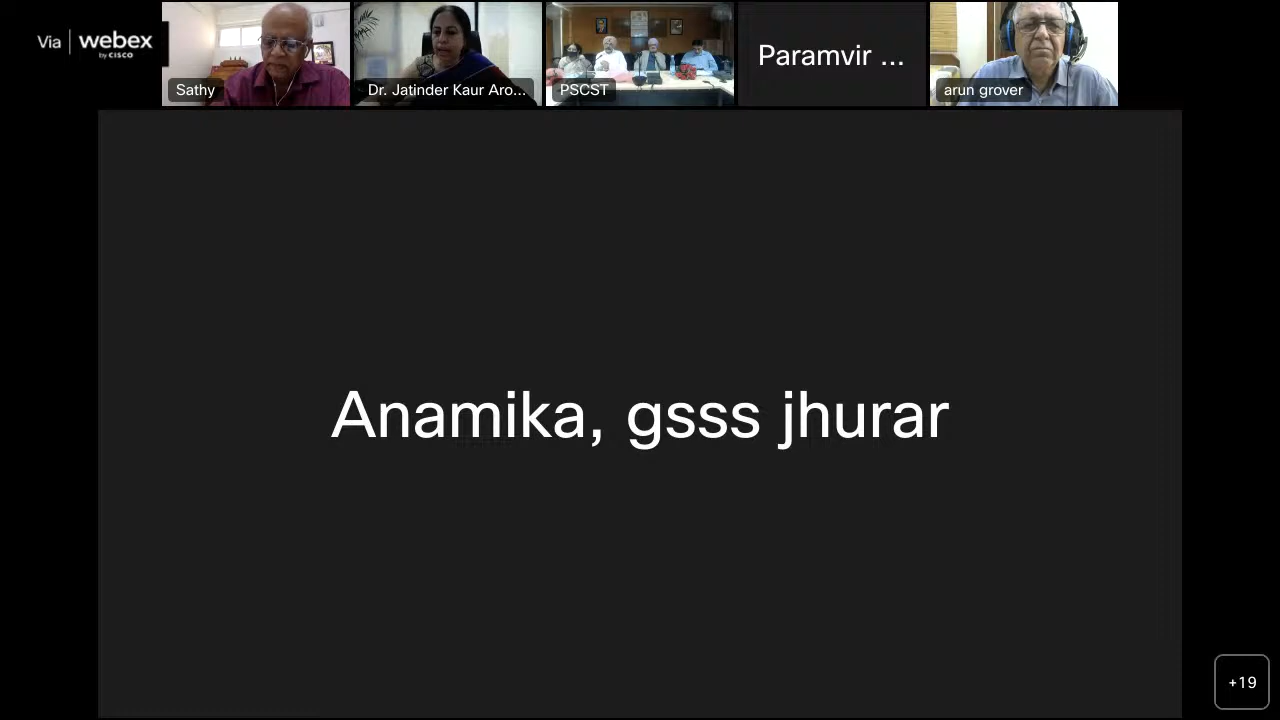 Via | webex
by CISCO
Sathy
Dr. Jatinder Kaur Aro...
PSCST
Paramvir ...
arun grover
Anamika, gsss jhurar
+19